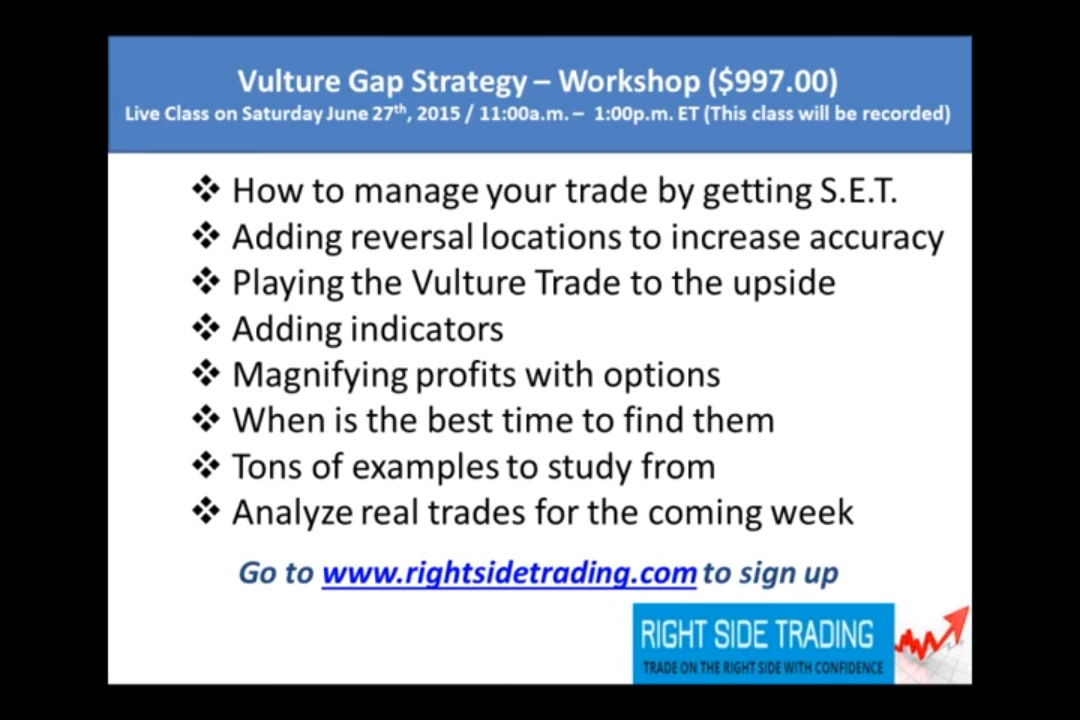 Vulture Gap Strategy – Workshop ($997.00)
Live Class on Saturday June 27th, 2015 / 11:00a.m. – 1:00p.m. ET (This class will be recorded)
❖ How to manage your trade by getting S.E.T.
❖ Adding reversal locations to increase accuracy
❖ Playing the Vulture Trade to the upside
❖ Adding indicators
❖ Magnifying profits with options
❖ When is the best time to find them
❖ Tons of examples to study from
❖ Analyze real trades for the coming week
Go to www.rightsidetrading.com to sign up
RIGHT SIDE TRADING
TRADE ON THE RIGHT SIDE WITH CONFIDENCE